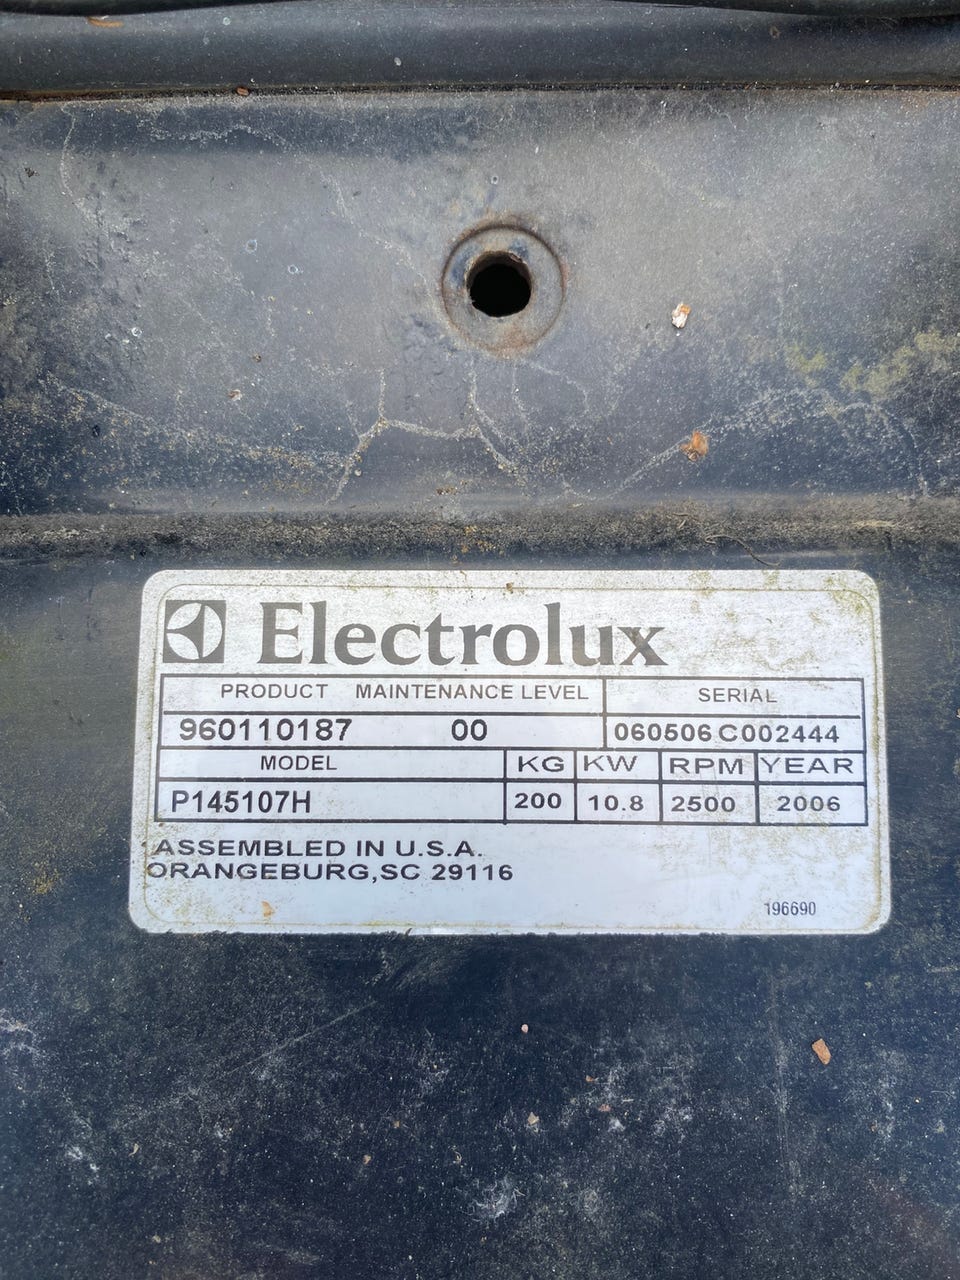 Electrolux
PRODUCT MAINTENANCE LEVEL SERIAL
960110187 00 060506 C002444
MODEL KG KW RPM YEAR
P145107H 200 10.8 2500 2006
ASSEMBLED IN U.S.A.
ORANGEBURG,SC 29116
196690